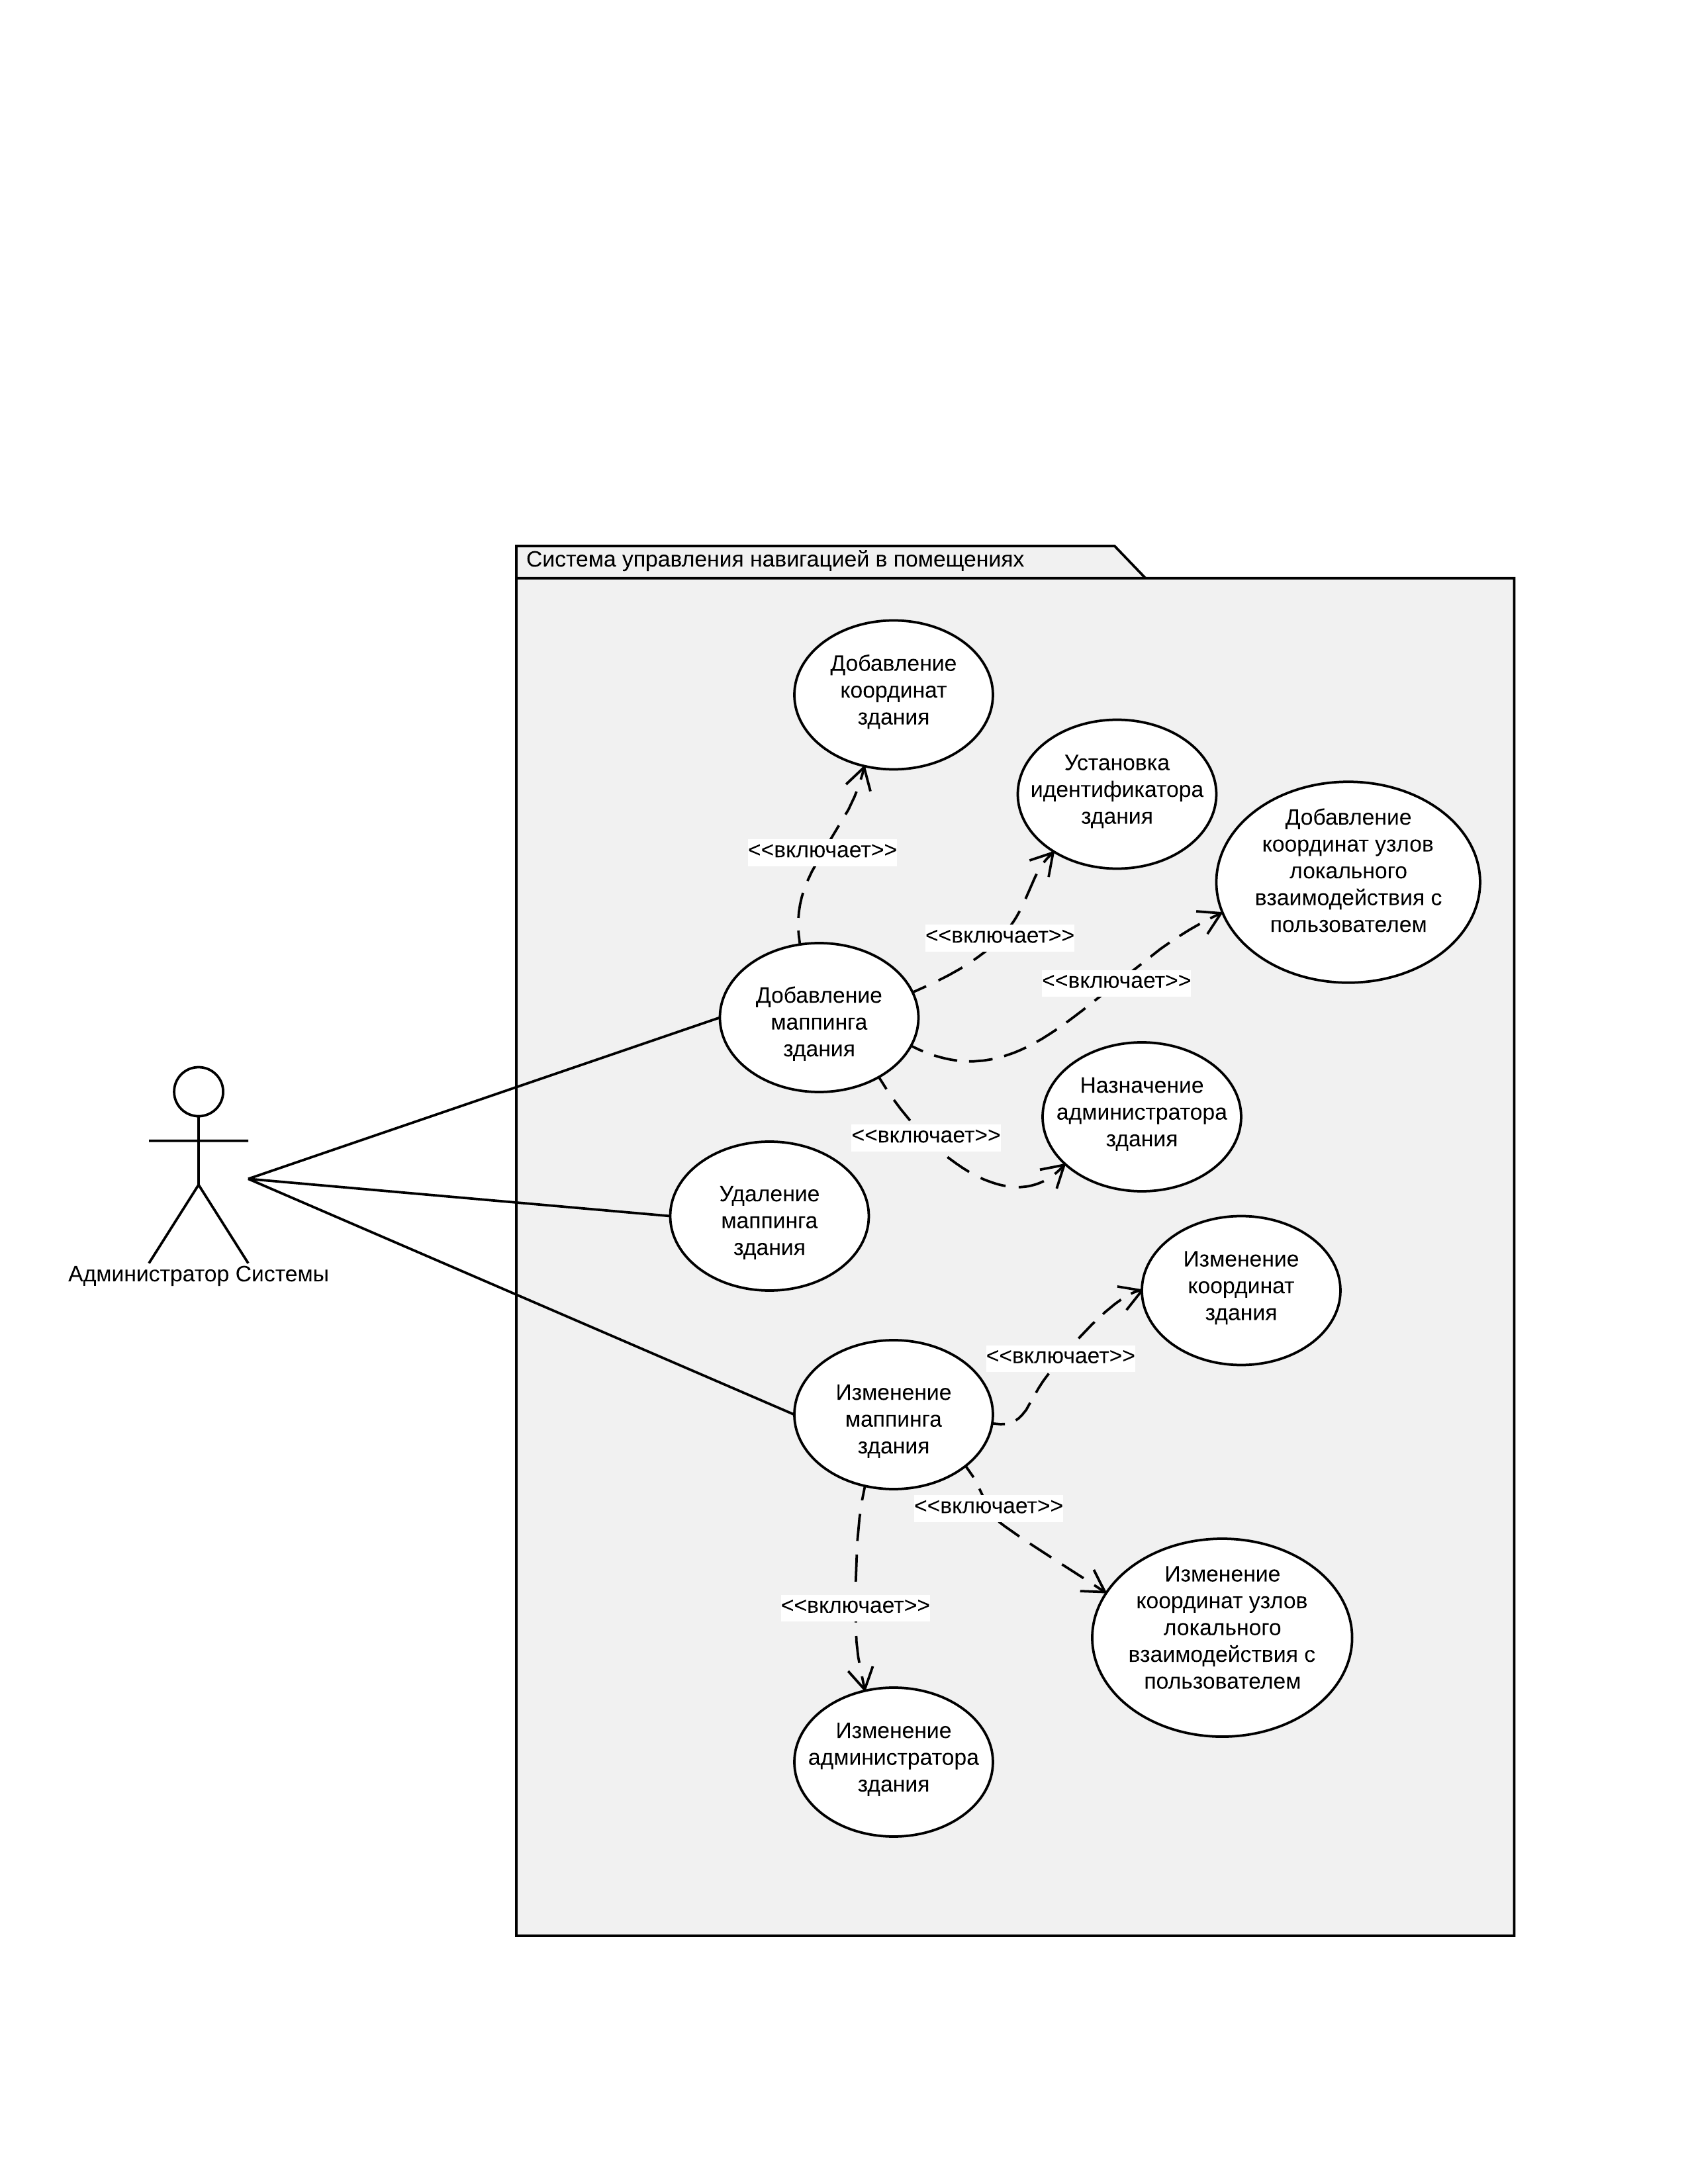 Система управления навигацией в помещениях
Добавление
координат
здания
Установка
идентификатора
здания
Добавление
координат узлов
локального
взаимодействия с
пользователем
<<включает>>
<<включает>>
<<включает>>
Добавление
маппинга
здания
Назначение
администратора
здания
<<включает>>
Удаление
маппинга
здания
Администратор Системы
Изменение
координат
здания
<<включает>>
Изменение
маппинга
здания
<<включает>>
Изменение
координат узлов
локального
взаимодействия с
пользователем
<<включает>>
Изменение
администратора
здания